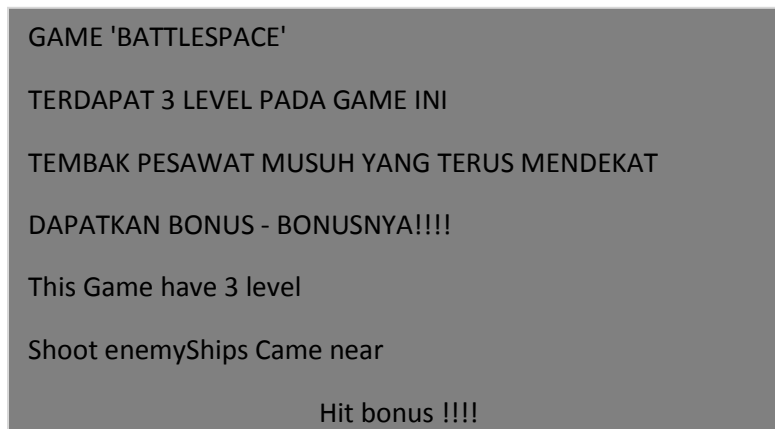 GAME 'BATTLESPACE'
TERDAPAT 3 LEVEL PADA GAME INI
TEMBAK PESAWAT MUSUH YANG TERUS MENDEKAT
DAPATKAN BONUS - BONUSNYA!!!!
This Game have 3 level
Shoot enemyShips Came near
Hit bonus !!!!